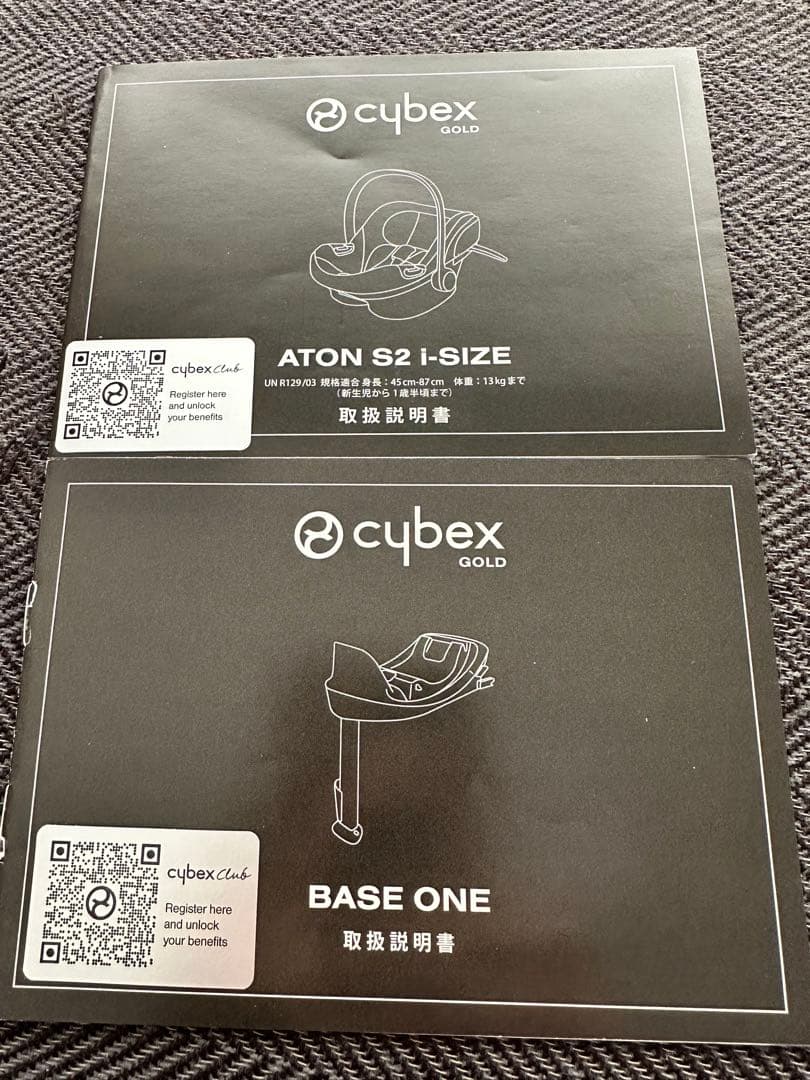 cybex
GOLD
ATON S2 i-SIZE
UN R129/03 規格適合 身長：45cm-87cm 体重：13kgまで
（新生児から1歳半頃まで）
取扱説明書
cybex Club
Register here
and unlock
your benefits
cybex
GOLD
BASE ONE
取扱説明書
cybex Club
Register here
and unlock
your benefits